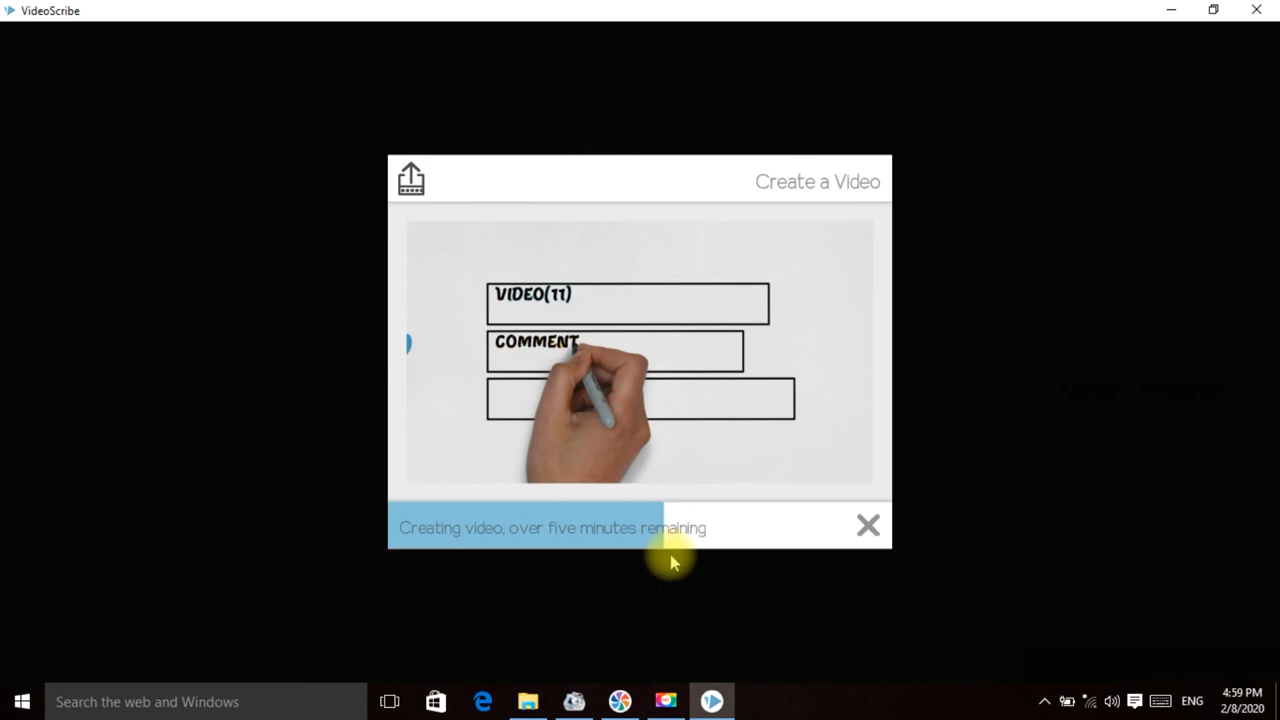 VideoScribe
Create a Video
VIDEO(11)
COMMENT
Creating video, over five minutes remaining
Search the web and Windows
ENG
4:59 PM
2/8/2020